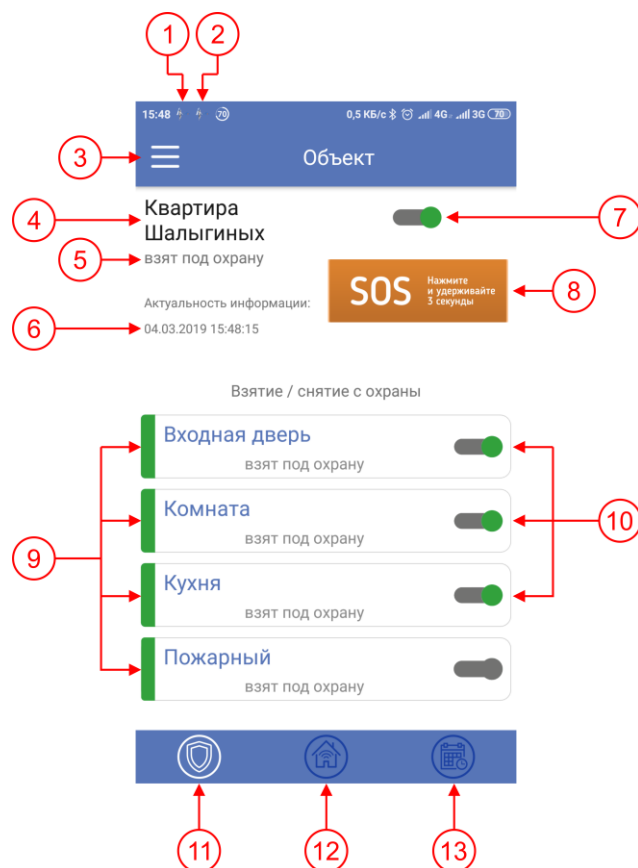 1 2
15:48 70 0,5 КБ/с 4G 3G 70
3
Объект
4
Квартира
Шалыгиных
7
5
взят под охрану
SOS
Нажмите
и удерживайте
3 секунды
8
Актуальность информации:
6
04.03.2019 15:48:15
Взятие / снятие с охраны
Входная дверь
взят под охрану
Комната
взят под охрану
9
10
Кухня
взят под охрану
Пожарный
взят под охрану
11 12 13